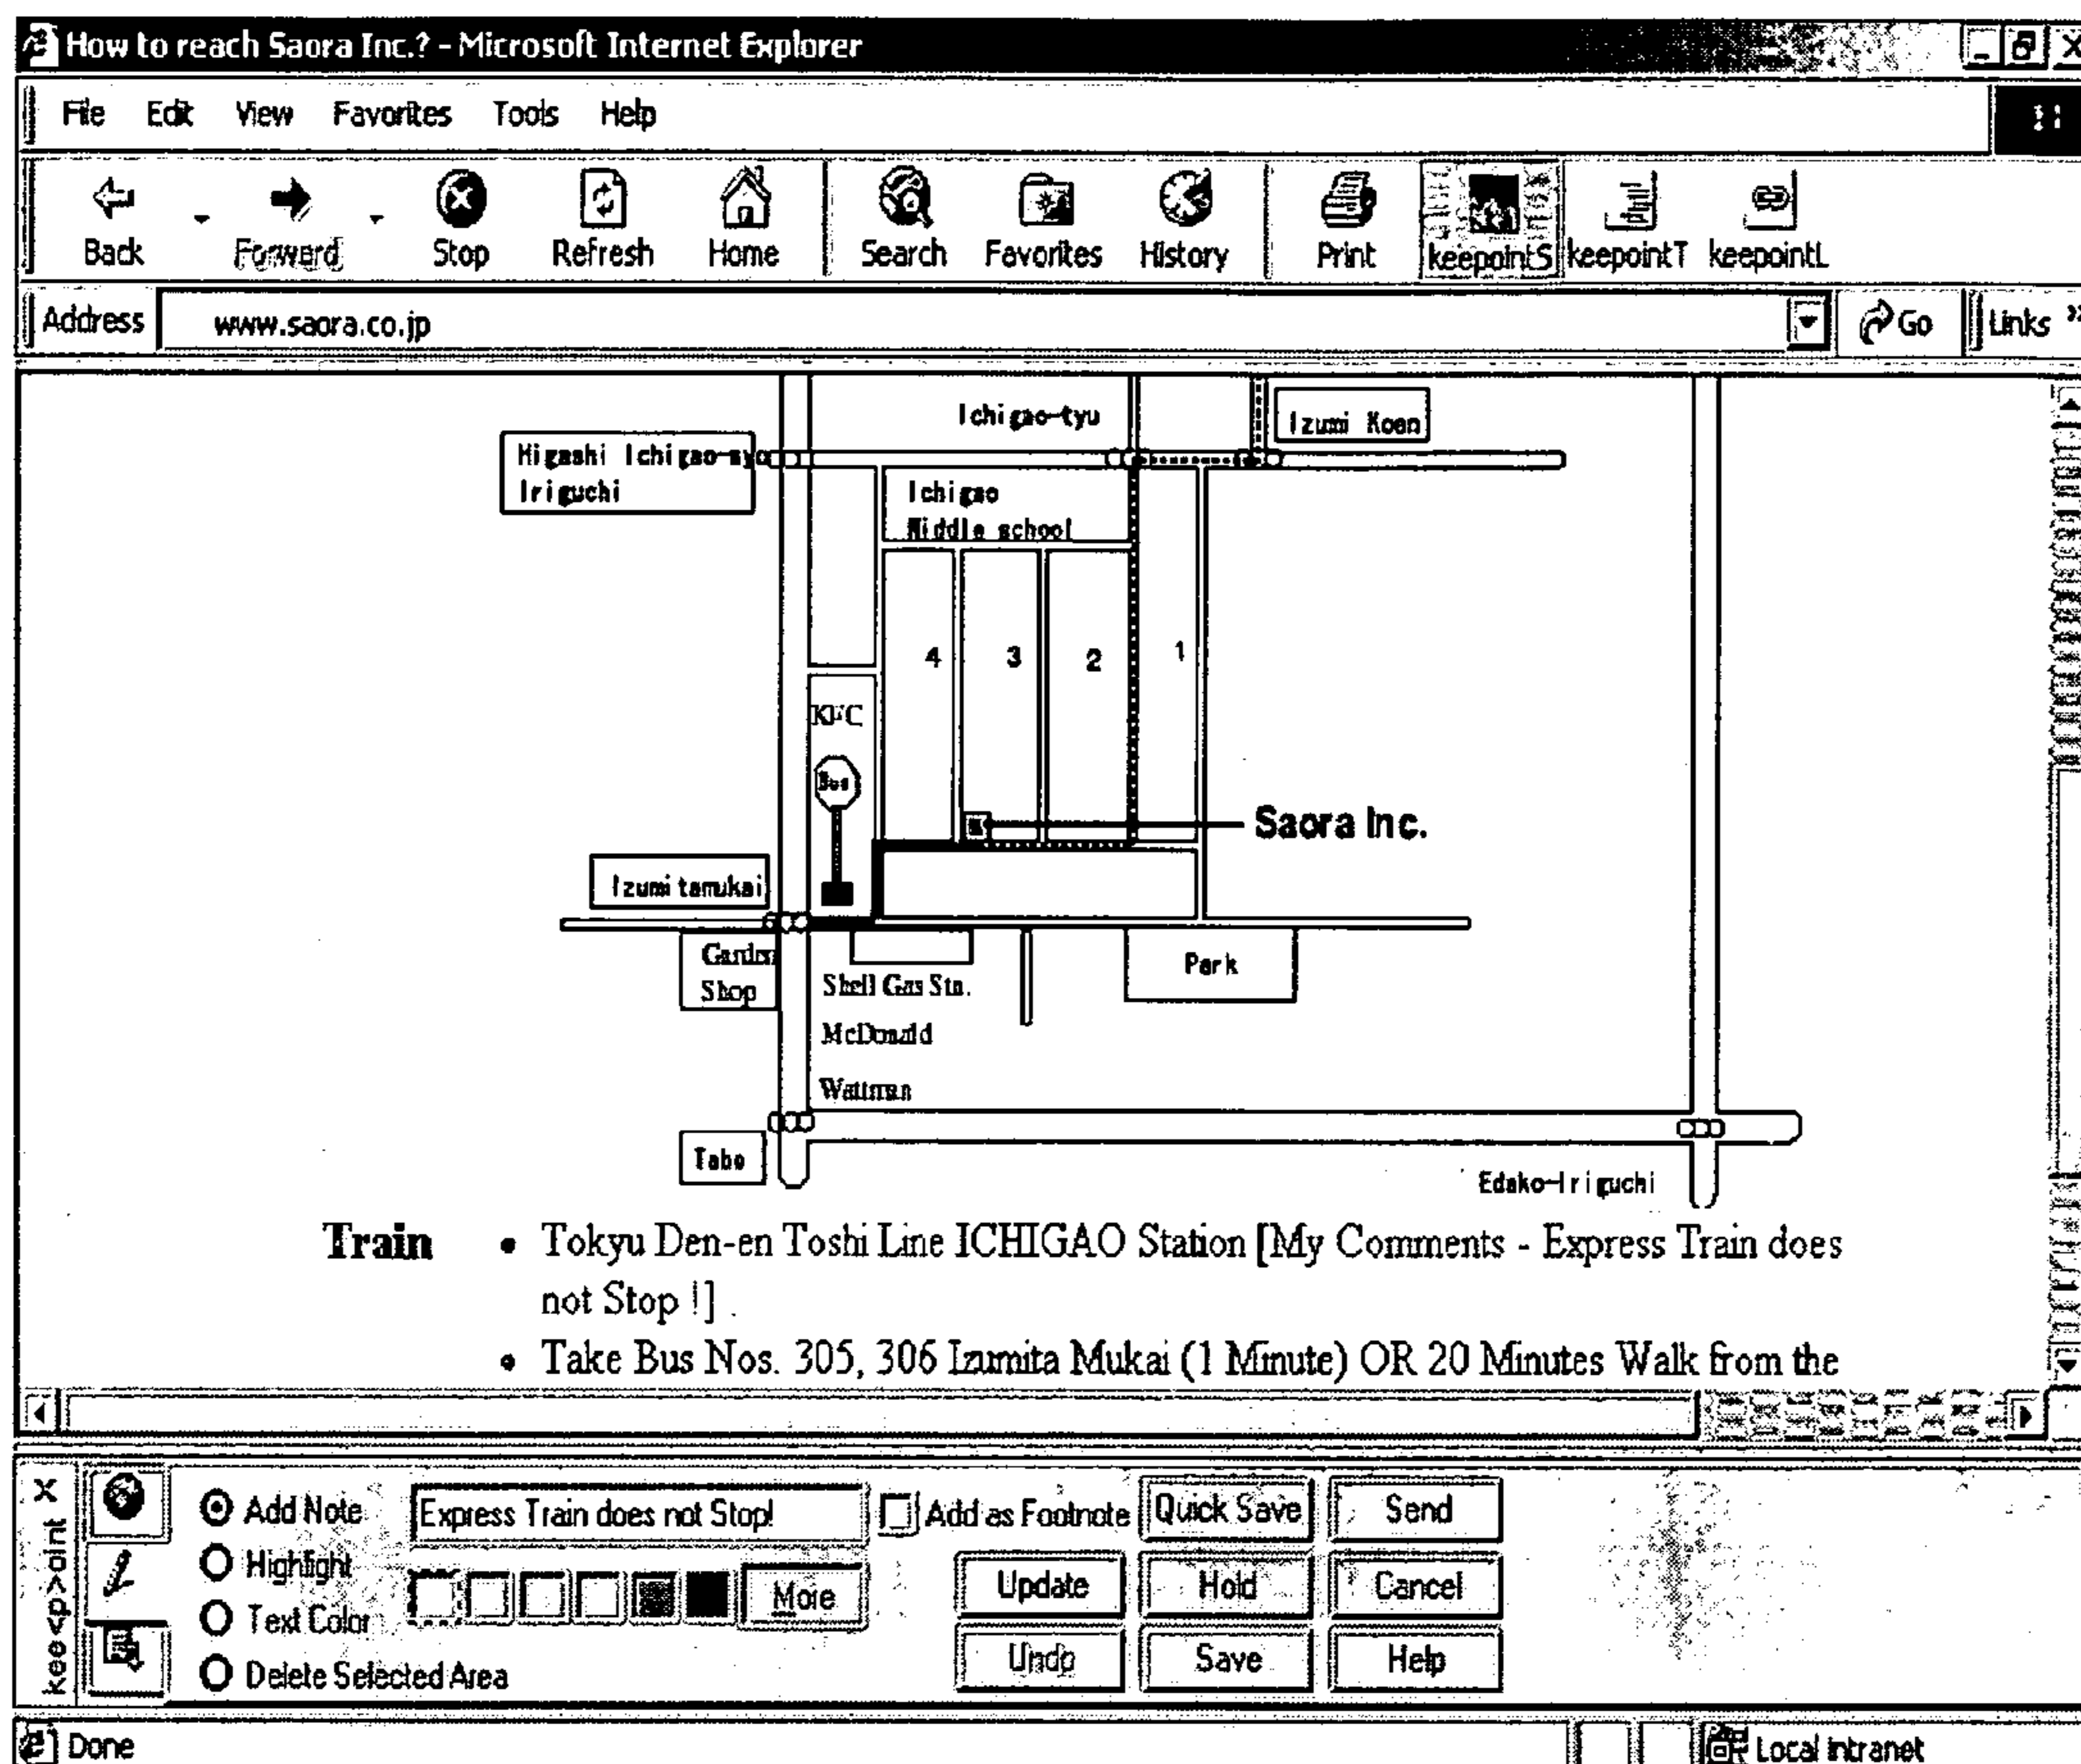 How to reach Saora Inc.? - Microsoft Internet Explorer
File Edit View Favorites Tools Help
Back Forward Stop Refresh Home Search Favorites History Print keepointS keepointT keepointL
Address www.saora.co.jp Go Links »
Ichigao-tyu
Izumi Koen
Higashi Ichigao-
Iriguchi
Ichigao
Middle school
4 3 2 1
KFC
Bus
Saora Inc.
Izumi tamukai
Garden
Shop
Park
Shell Gas Stn.
McDonald
Wattman
Tabo
Edako-Iriguchi
Train • Tokyu Den-en Toshi Line ICHIGAO Station [My Comments - Express Train does
not Stop !]
• Take Bus Nos. 305, 306 Izumita Mukai (1 Minute) OR 20 Minutes Walk from the
kee<p>oint
Add Note Express Train does not Stop! Add as Footnote Quick Save Send
Highlight More Update Hold Cancel
Text Color
Delete Selected Area Undo Save Help
Done Local intranet